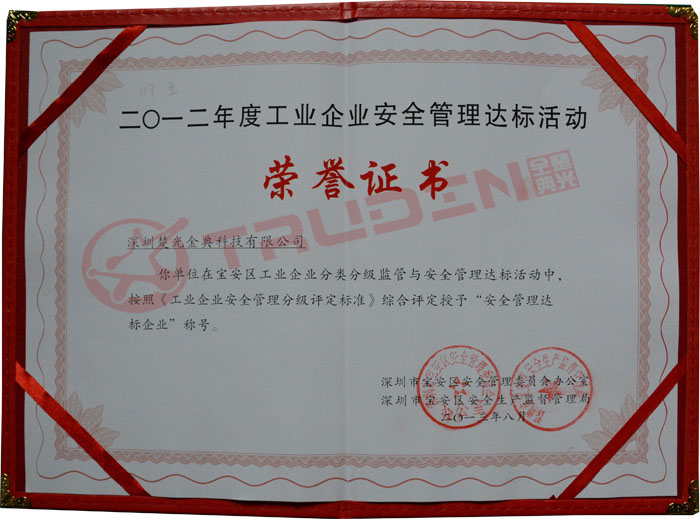 二〇一二年度工业企业安全管理达标活动
荣誉证书
TRUDEN 楚光金典
深圳楚光金典科技有限公司
你单位在宝安区工业企业分类分级监管与安全管理达标活动中，
按照《工业企业安全管理分级评定标准》综合评定授予“安全管理达
标企业”称号。
深圳市宝安区安全管理委员会办公室
深圳市宝安区安全生产监督管理局
二〇一二年八月